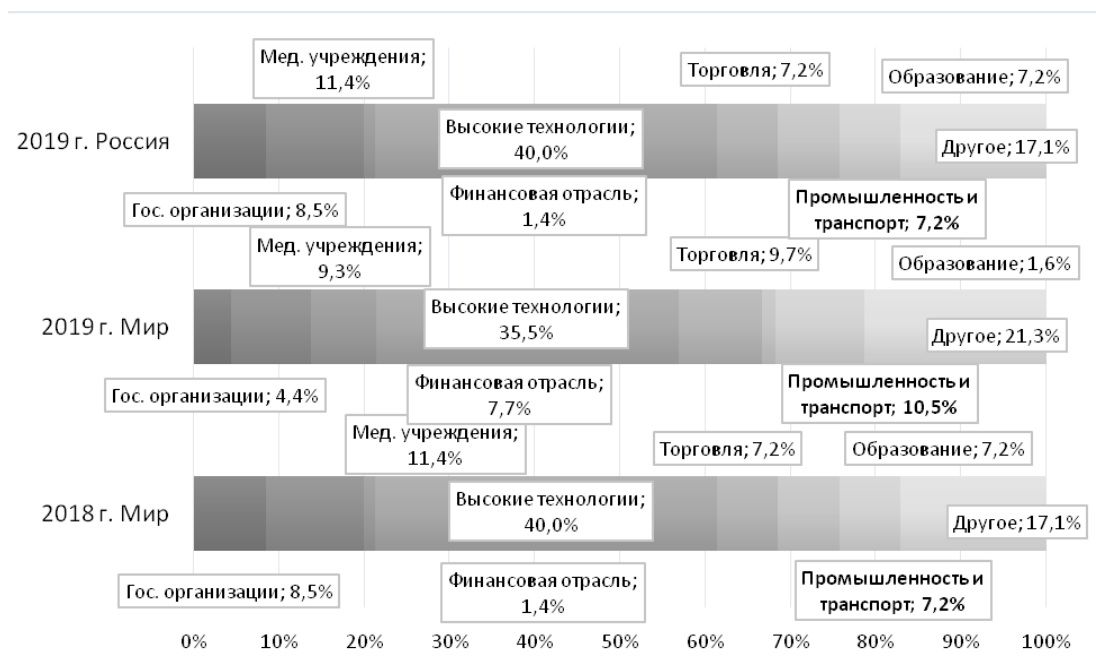 Мед. учреждения;
11,4%
Торговля; 7,2%
Образование; 7,2%
2019 г. Россия
Высокие технологии;
40,0%
Другое; 17,1%
Гос. организации; 8,5%
Финансовая отрасль;
1,4%
Промышленность и
транспорт; 7,2%
Мед. учреждения;
9,3%
Торговля; 9,7%
Образование; 1,6%
2019 г. Мир
Высокие технологии;
35,5%
Другое; 21,3%
Гос. организации; 4,4%
Финансовая отрасль;
7,7%
Промышленность и
транспорт; 10,5%
Мед. учреждения;
11,4%
Торговля; 7,2%
Образование; 7,2%
2018 г. Мир
Высокие технологии;
40,0%
Другое; 17,1%
Гос. организации; 8,5%
Финансовая отрасль;
1,4%
Промышленность и
транспорт; 7,2%
0% 10% 20% 30% 40% 50% 60% 70% 80% 90% 100%